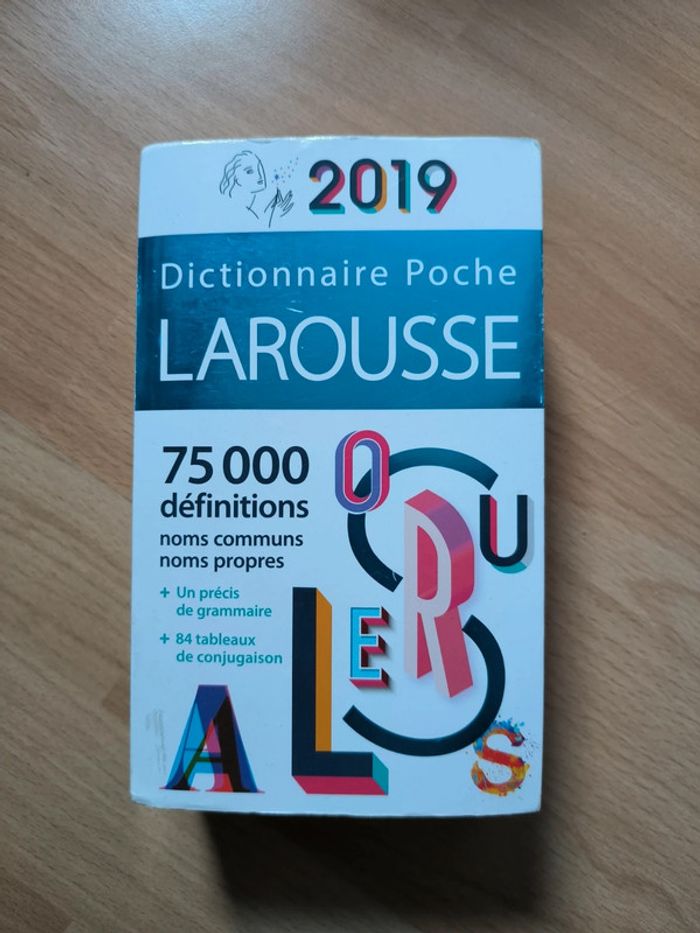 2019
Dictionnaire Poche
LAROUSSE
75 000
définitions
noms communs
noms propres
+ Un précis
de grammaire
+ 84 tableaux
de conjugaison
O
U
R
E
L
S
A
S